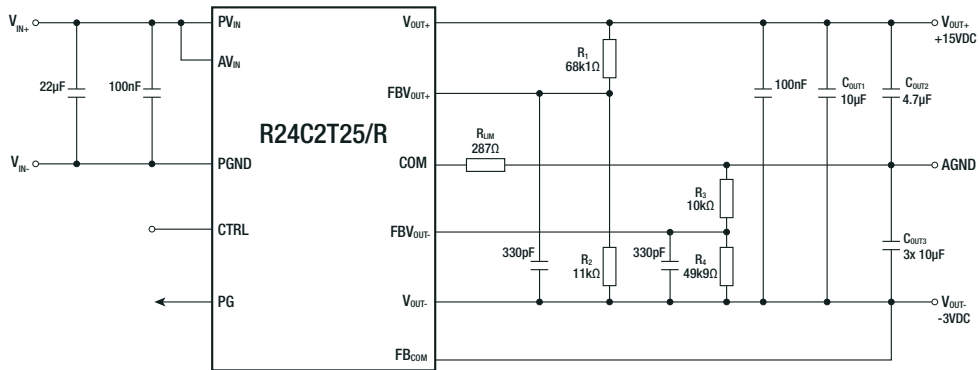 VIN+
PVIN
VOUT+
VOUT+
+15VDC
R1
68k1Ω
AVIN
22µF
100nF
FBVOUT+
100nF
COUT1
10µF
COUT2
4.7µF
R24C2T25/R
RLIM
287Ω
VIN-
PGND
COM
AGND
R3
10kΩ
CTRL
FBVOUT-
330pF
R2
11kΩ
330pF
R4
49k9Ω
COUT3
3x 10µF
PG
VOUT-
VOUT-
-3VDC
FBCOM